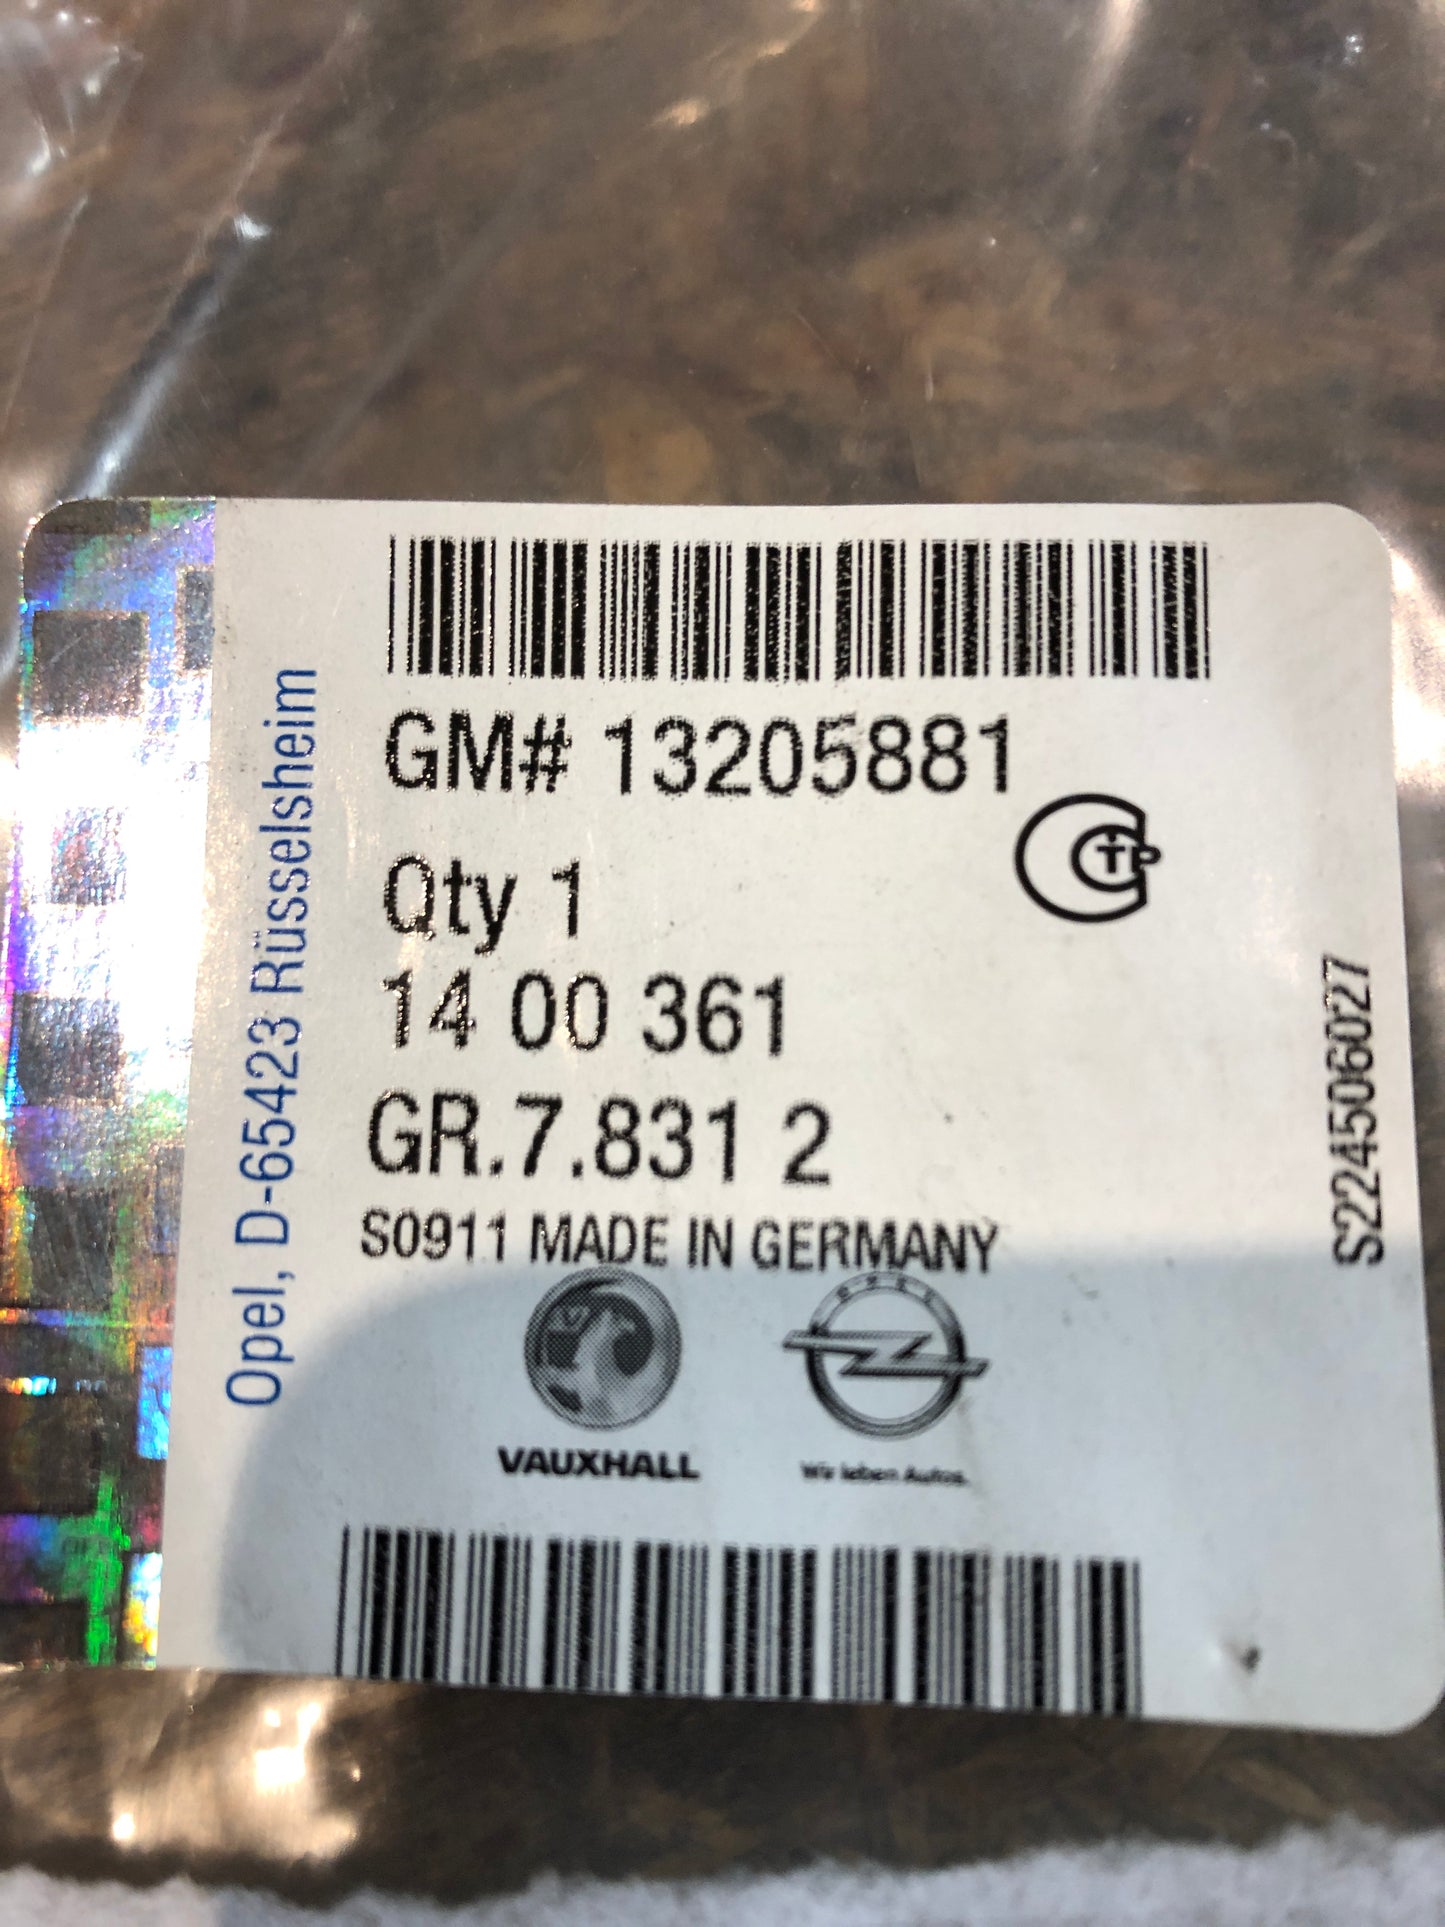 GM# 13205881
Qty 1
14 00 361
GR.7.831 2
S0911 MADE IN GERMANY
VAUXHALL
OPEL
Wir leben Autos.
Opel, D-65423 Rüsselsheim
S224506027